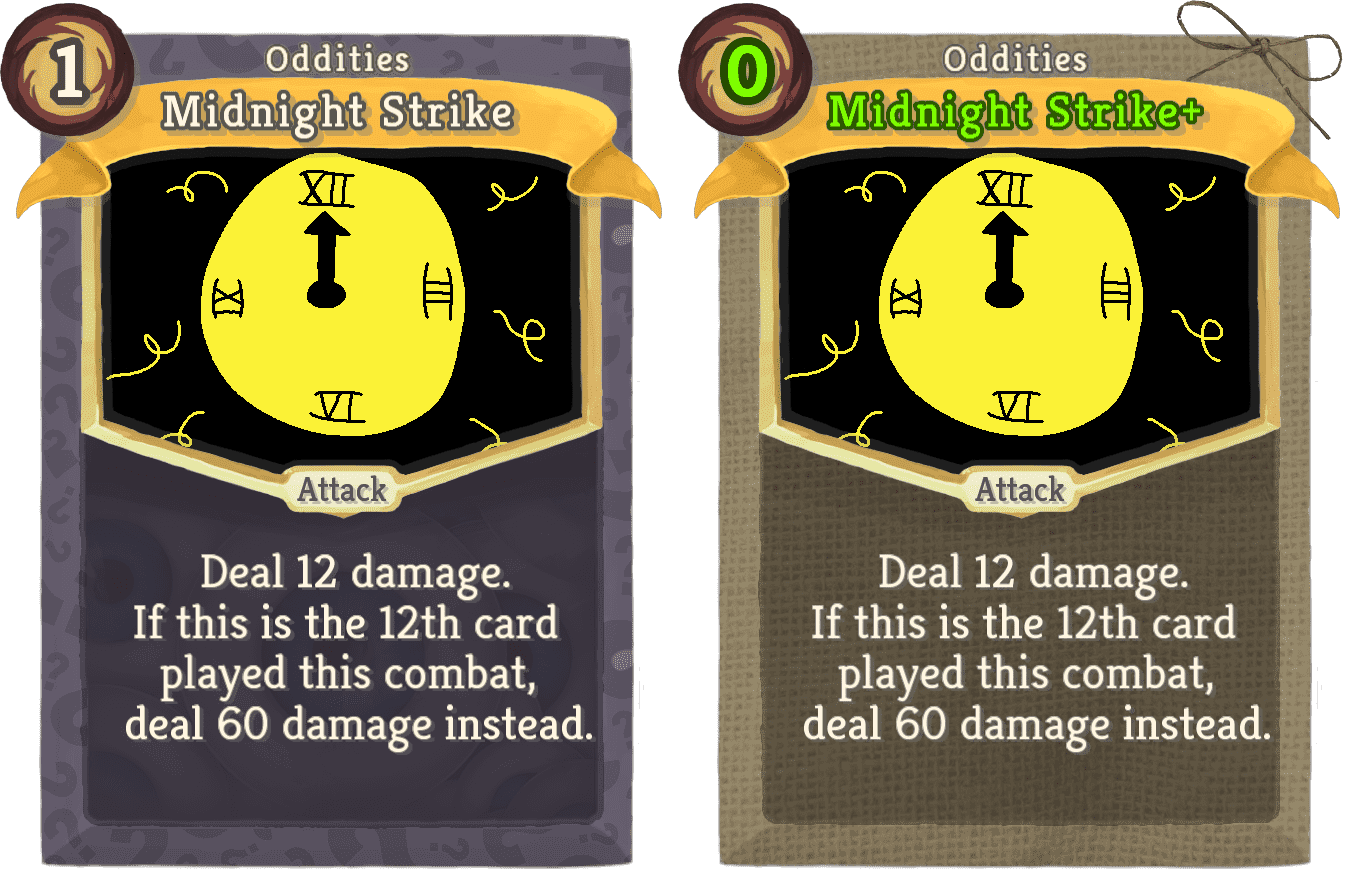 1
Oddities
Midnight Strike
XII
IX
III
VI
Attack
Deal 12 damage.
If this is the 12th card
played this combat,
deal 60 damage instead.
0
Oddities
Midnight Strike+
XII
IX
III
VI
Attack
Deal 12 damage.
If this is the 12th card
played this combat,
deal 60 damage instead.